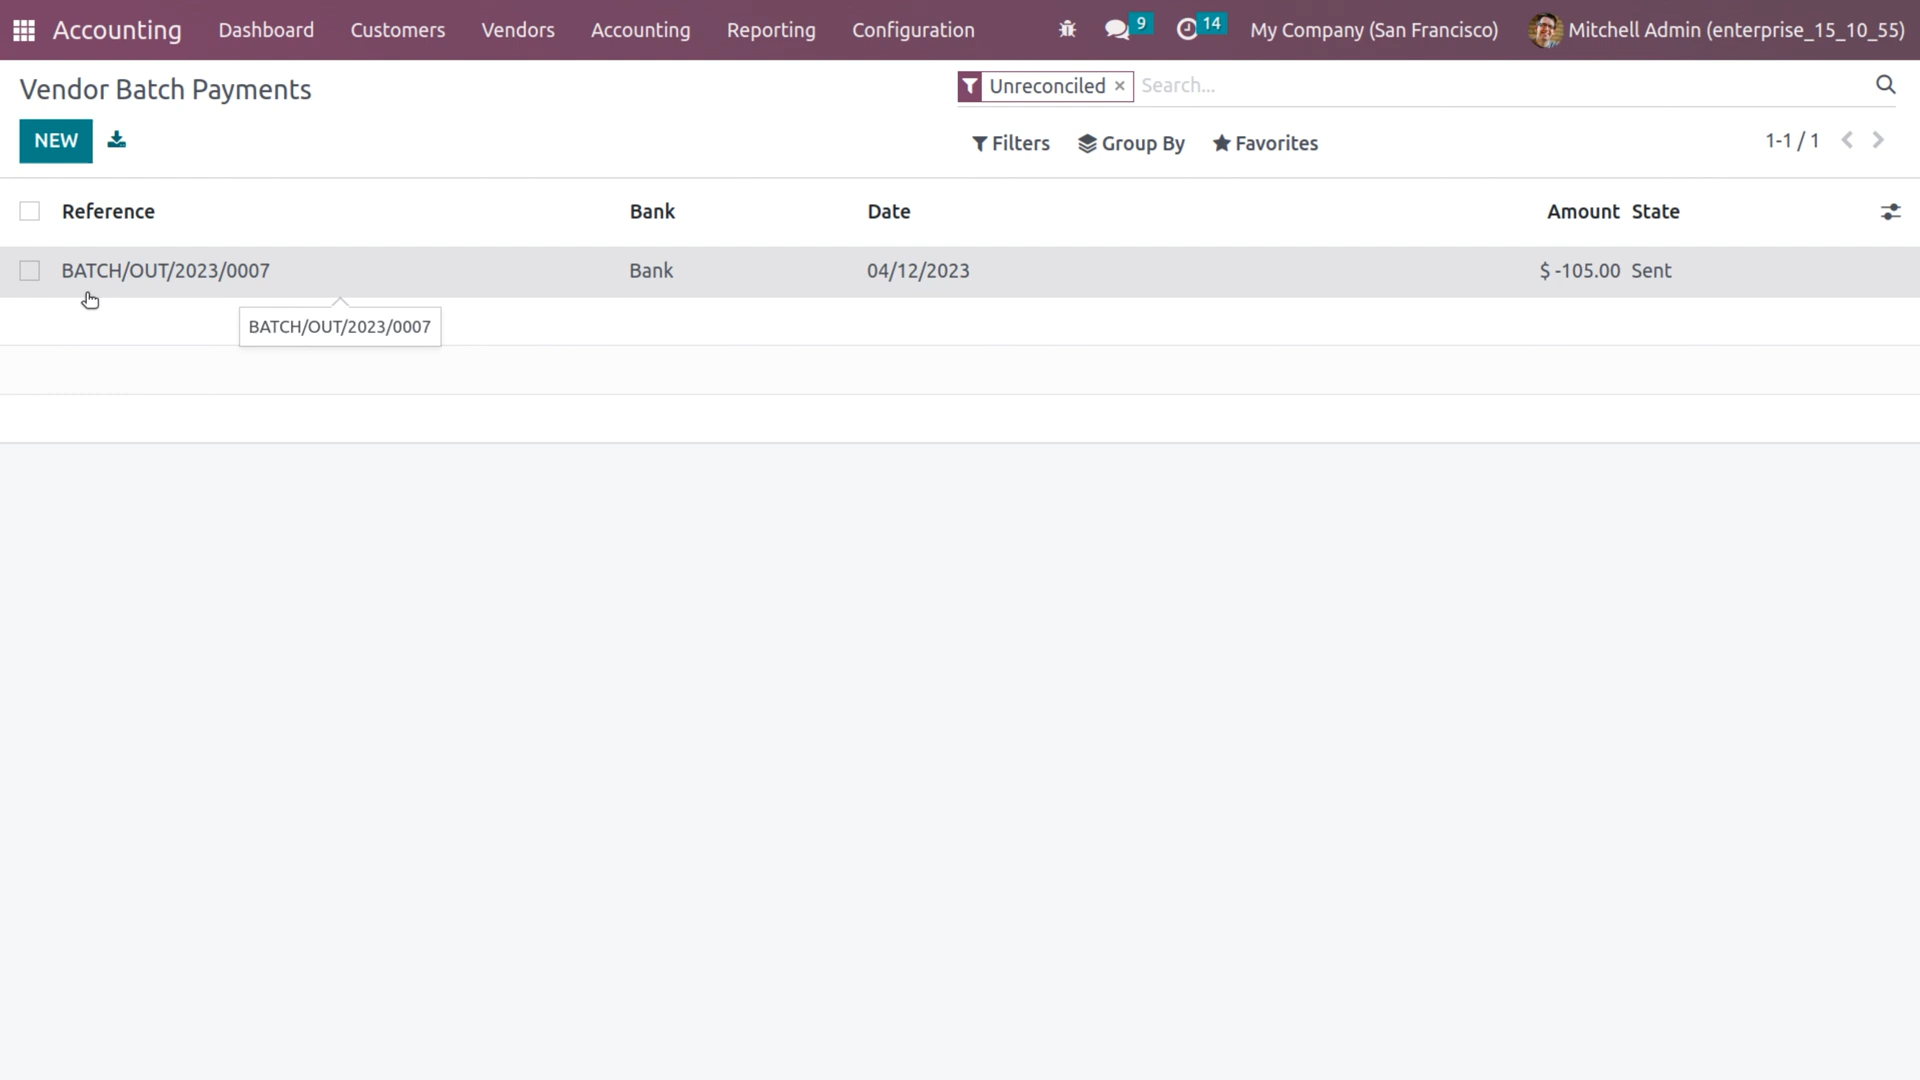 Accounting Dashboard Customers Vendors Accounting Reporting Configuration 9 14 My Company (San Francisco) Mitchell Admin (enterprise_15_10_55)
Vendor Batch Payments Unreconciled × Search...
NEW Filters Group By Favorites 1-1 / 1
Reference Bank Date Amount State
BATCH/OUT/2023/0007 Bank 04/12/2023 $ -105.00 Sent
BATCH/OUT/2023/0007